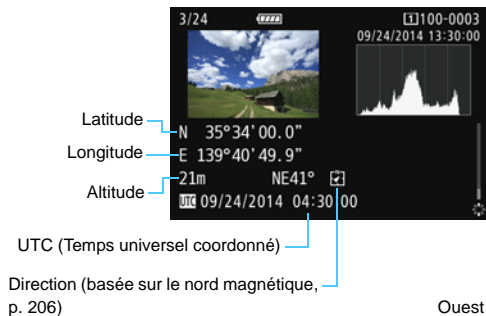 3/24
1 100-0003
09/24/2014 13:30:00
Latitude
N 35°34'00.0"
Longitude
E 139°40'49.9"
Altitude
21m NE41°
UTC 09/24/2014 04:30:00
UTC (Temps universel coordonné)
Direction (basée sur le nord magnétique,
p. 206)
Ouest